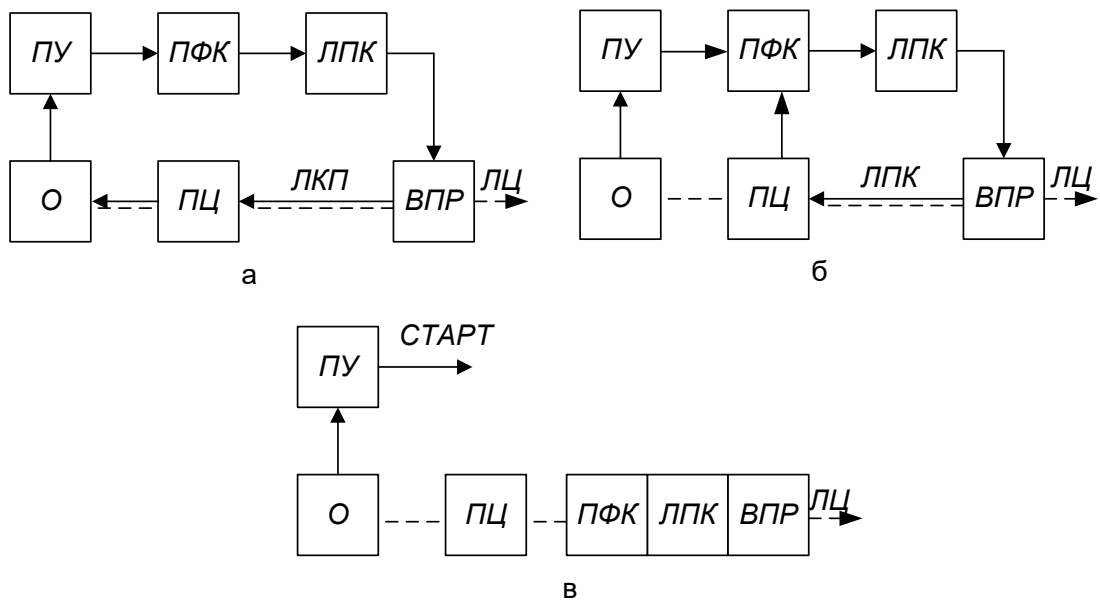 ПУ ПФК ЛПК
О ПЦ ЛКП ВПР ЛЦ
а
ПУ ПФК ЛПК
О ПЦ ЛПК ВПР ЛЦ
б
ПУ СТАРТ
О ПЦ ПФК ЛПК ВПР ЛЦ
в